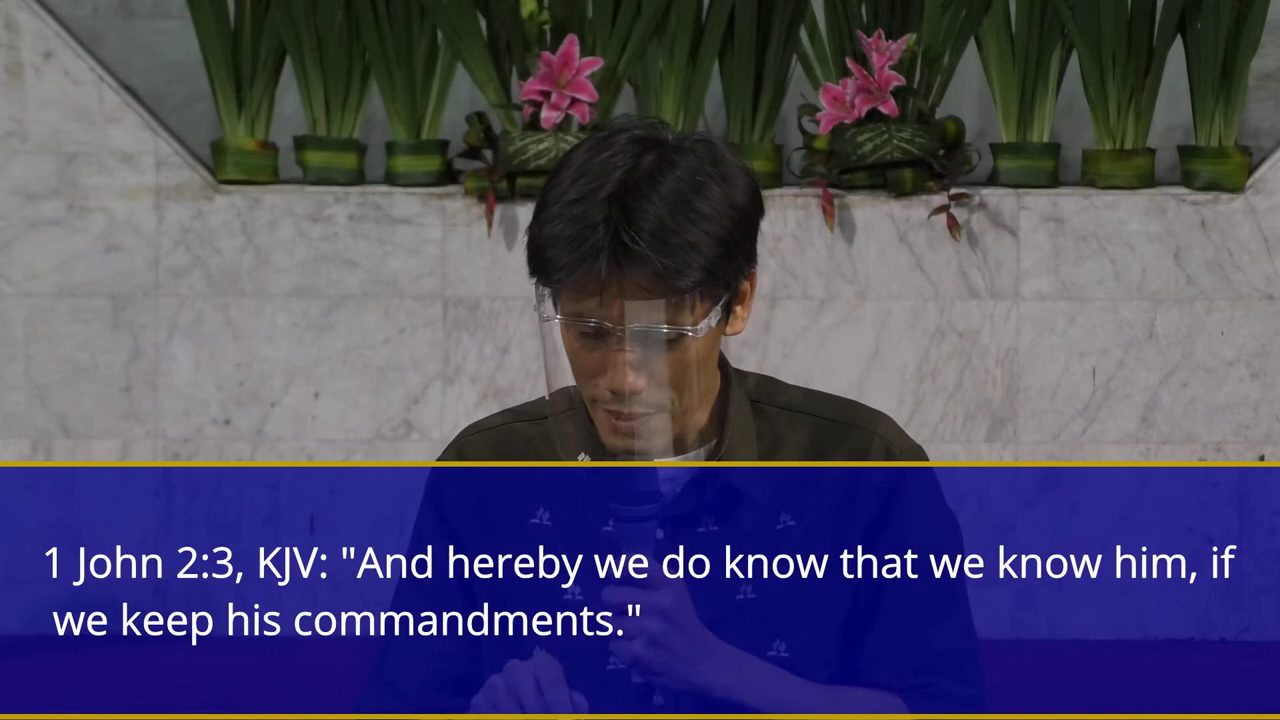 1 John 2:3, KJV: "And hereby we do know that we know him, if
we keep his commandments."